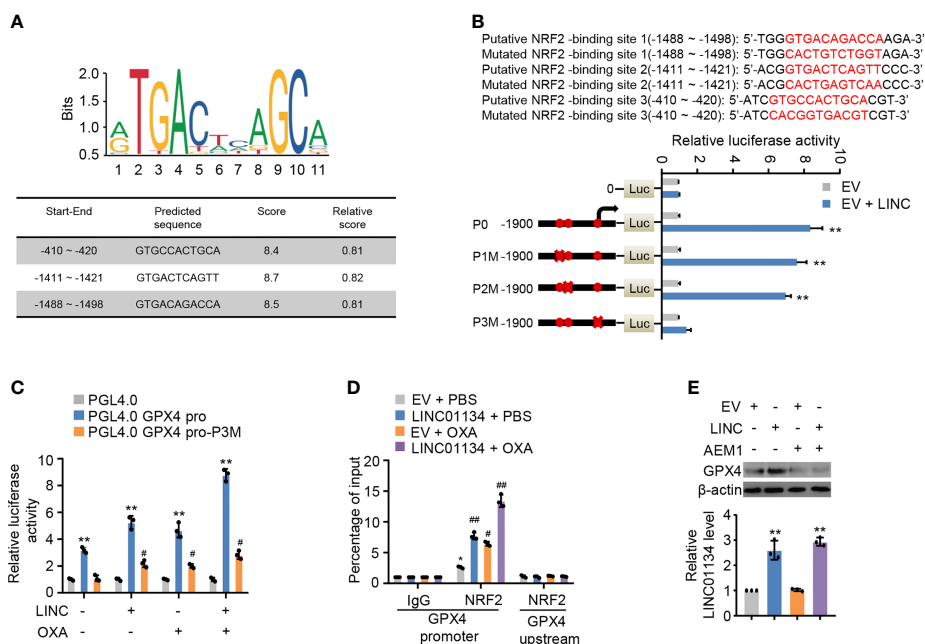 A
Bits
2.0
1.5
1.0
0.5
1 2 3 4 5 6 7 8 9 10 11
Start-End Predicted sequence Score Relative score
-410 ~ -420 GTGCCACTGCA 8.4 0.81
-1411 ~ -1421 GTGACTCAGTT 8.7 0.82
-1488 ~ -1498 GTGACAGACCA 8.5 0.81
B
Putative NRF2 -binding site 1(-1488 ~ -1498): 5'-TGGGTGACAGACCAAGA-3'
Mutated NRF2 -binding site 1(-1488 ~ -1498): 5'-TGGCACTGTCTGGTAGA-3'
Putative NRF2 -binding site 2(-1411 ~ -1421): 5'-ACGGTGACTCAGTTCCC-3'
Mutated NRF2 -binding site 2(-1411 ~ -1421): 5'-ACGCACTGAGTCAACCC-3'
Putative NRF2 -binding site 3(-410 ~ -420): 5'-ATCGTGCCACTGCACGT-3'
Mutated NRF2 -binding site 3(-410 ~ -420): 5'-ATCCACGGTGACGTCGT-3'
Relative luciferase activity
0 2 4 6 8 10
EV
EV + LINC
0 Luc
P0 -1900 Luc **
P1M -1900 Luc **
P2M -1900 Luc **
P3M -1900 Luc
C
PGL4.0
PGL4.0 GPX4 pro
PGL4.0 GPX4 pro-P3M
Relative luciferase activity
10
8
6
4
2
0
** ** # ** # ** #
LINC - + - +
OXA - - + +
D
EV + PBS
LINC01134 + PBS
EV + OXA
LINC01134 + OXA
Percentage of input
20
15
10
5
0
* ## # ##
IgG NRF2 NRF2
GPX4 promoter GPX4 upstream
E
EV + - + -
LINC - + - +
AEM1 - - + +
GPX4
β-actin
Relative LINC01134 level
4
3
2
1
0
** **